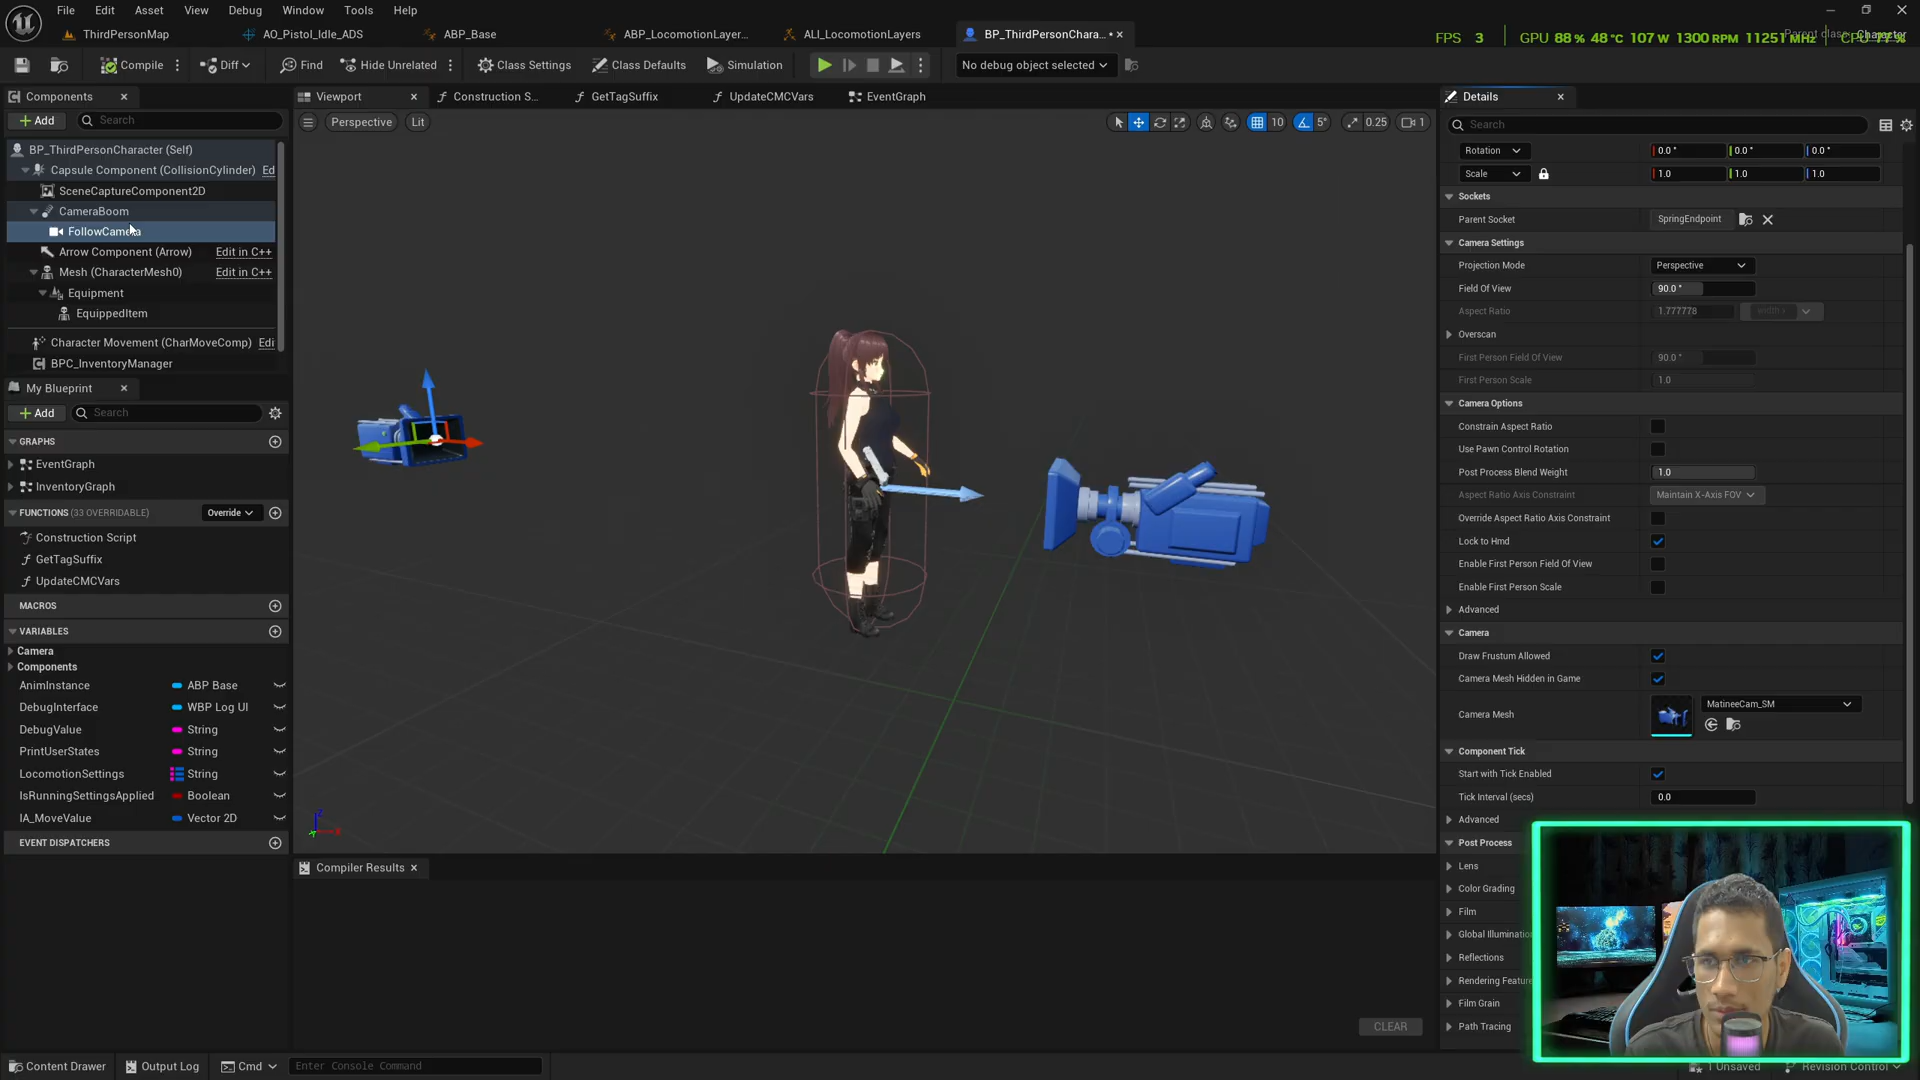 File Edit Asset View Debug Window Tools Help
ThirdPersonMap AO_Pistol_Idle_ADS ABP_Base ABP_LocomotionLayer... ALI_LocomotionLayers BP_ThirdPersonChara...
FPS 3 GPU 88 % 48°C 107 W 1300 RPM 11251 MHz CPU 77 %
Compile Diff Find Hide Unrelated Class Settings Class Defaults Simulation No debug object selected
Components
Add Search
BP_ThirdPersonCharacter (Self)
Capsule Component (CollisionCylinder) Ed
SceneCaptureComponent2D
CameraBoom
FollowCamera
Arrow Component (Arrow) Edit in C++
Mesh (CharacterMesh0) Edit in C++
Equipment
EquippedItem
Character Movement (CharMoveComp) Edi
BPC_InventoryManager
My Blueprint
Add Search
GRAPHS
EventGraph
InventoryGraph
FUNCTIONS (33 OVERRIDABLE) Override
Construction Script
GetTagSuffix
UpdateCMCVars
MACROS
VARIABLES
Camera
Components
AnimInstance ABP Base
DebugInterface WBP Log UI
DebugValue String
PrintUserStates String
LocomotionSettings String
IsRunningSettingsApplied Boolean
IA_MoveValue Vector 2D
EVENT DISPATCHERS
Viewport Construction S... GetTagSuffix UpdateCMCVars EventGraph
Perspective Lit
10 5° 0.25 1
Compiler Results
CLEAR
Details
Search
Rotation 0.0 ° 0.0 ° 0.0 °
Scale 1.0 1.0 1.0
Sockets
Parent Socket SpringEndpoint
Camera Settings
Projection Mode Perspective
Field Of View 90.0 °
Aspect Ratio 1.777778
Overscan
First Person Field Of View 90.0 °
First Person Scale 1.0
Camera Options
Constrain Aspect Ratio
Use Pawn Control Rotation
Post Process Blend Weight 1.0
Aspect Ratio Axis Constraint Maintain X-Axis FOV
Override Aspect Ratio Axis Constraint
Lock to Hmd
Enable First Person Field Of View
Enable First Person Scale
Advanced
Camera
Draw Frustum Allowed
Camera Mesh Hidden in Game
Camera Mesh MatineeCam_SM
Component Tick
Start with Tick Enabled
Tick Interval (secs) 0.0
Advanced
Post Process
Lens
Color Grading
Film
Global Illumination
Reflections
Rendering Feature
Film Grain
Path Tracing
Content Drawer Output Log Cmd Enter Console Command 1 Unsaved Revision Control